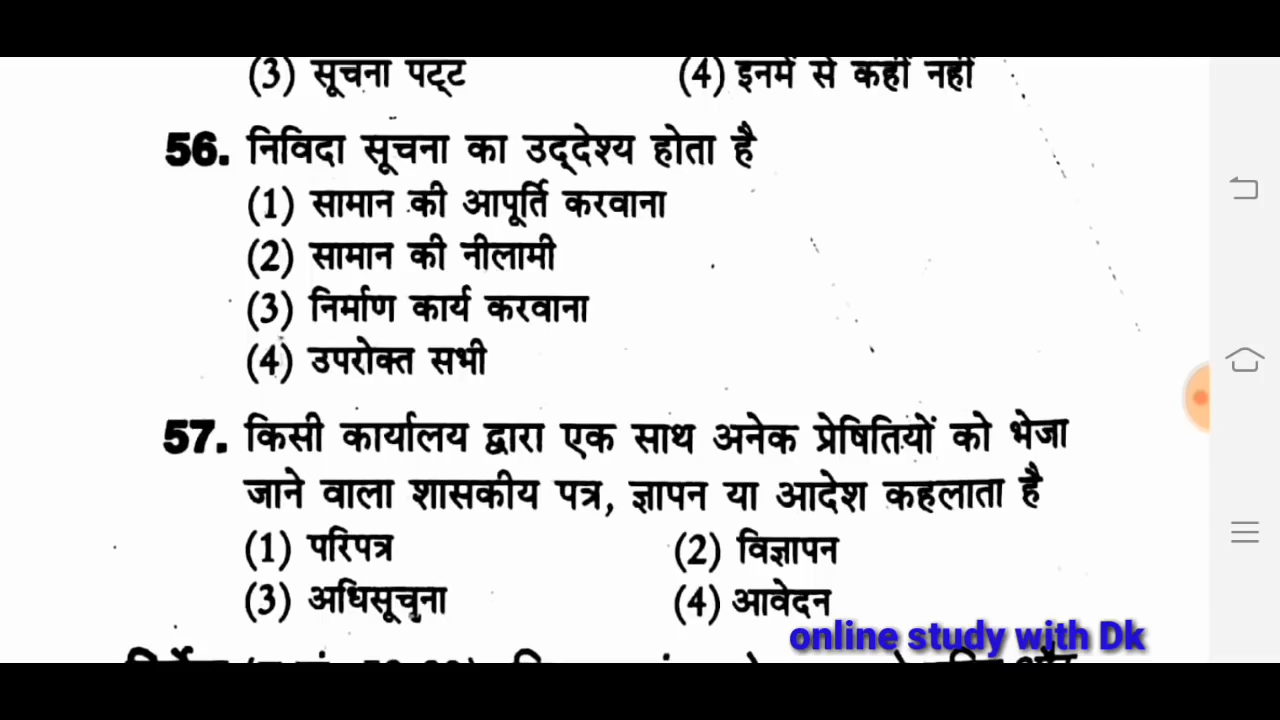 (3) सूचना पट्ट (4) इनमें से कहीं नहीं
56. निविदा सूचना का उद्देश्य होता है
(1) सामान की आपूर्ति करवाना
(2) सामान की नीलामी
(3) निर्माण कार्य करवाना
(4) उपरोक्त सभी
57. किसी कार्यालय द्वारा एक साथ अनेक प्रेषितियों को भेजा
जाने वाला शासकीय पत्र, ज्ञापन या आदेश कहलाता है
(1) परिपत्र (2) विज्ञापन
(3) अधिसूचुना (4) आवेदन
online study with Dk